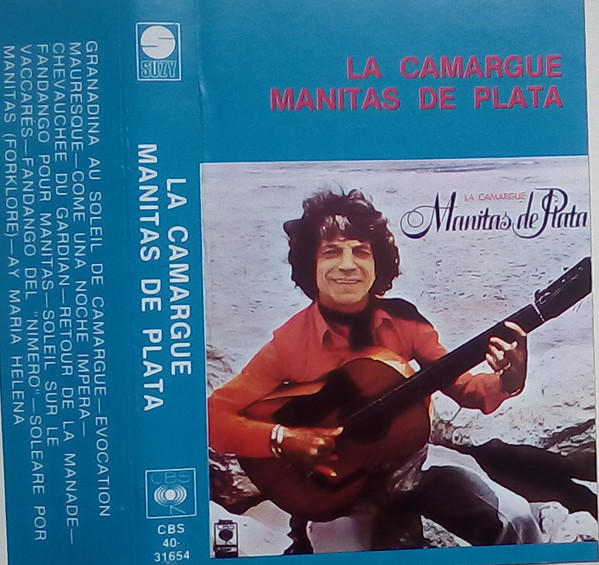 LA CAMARGUE
MANITAS DE PLATA
LA CAMARGUE
Manitas de Plata
CBS
SUZY
LA CAMARGUE
MANITAS DE PLATA
CBS
CBS
40-
31654
GRANADINA AU SOLEIL DE CAMARGUE—EVOCATION
MAURESQUE—COME UNA NOCHE IMPERA—
CHEVAUCHEE DU GARDIAN—RETOUR DE LA MANADE—
FANDANGO POUR MANITAS—SOLEIL SUR LE
VACCARÉS—FANDANGO DEL "NIMERO"—SOLEARE POR
MANITAS (FORKLORE)—AY MARIA HELENA